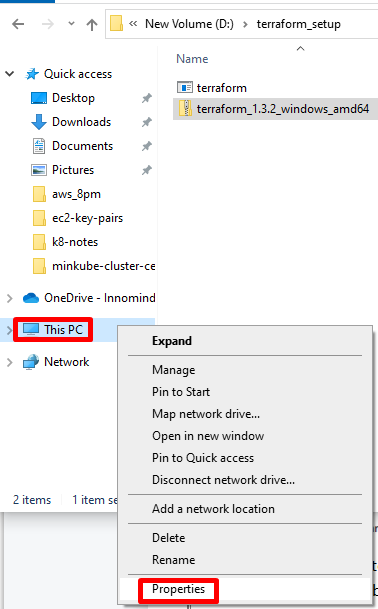 « New Volume (D:) › terraform_setup
Name
Quick access
Desktop
Downloads
Documents
Pictures
aws_8pm
ec2-key-pairs
k8-notes
minkube-cluster-ce
OneDrive - Innomind
This PC
Network
terraform
terraform_1.3.2_windows_amd64
Expand
Manage
Pin to Start
Map network drive...
Open in new window
Pin to Quick access
Disconnect network drive...
Add a network location
Delete
Rename
Properties
2 items 1 item se